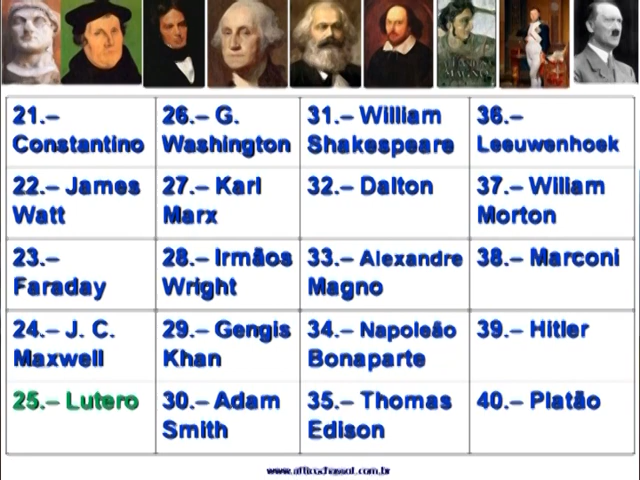 TANUS
MAGNO
21.– Constantino
26.– G. Washington
31.– William Shakespeare
36.– Leeuwenhoek
22.– James Watt
27.– Karl Marx
32.– Dalton
37.– William Morton
23.– Faraday
28.– Irmãos Wright
33.– Alexandre Magno
38.– Marconi
24.– J. C. Maxwell
29.– Gengis Khan
34.– Napoleão Bonaparte
39.– Hitler
25.– Lutero
30.– Adam Smith
35.– Thomas Edison
40.– Platão